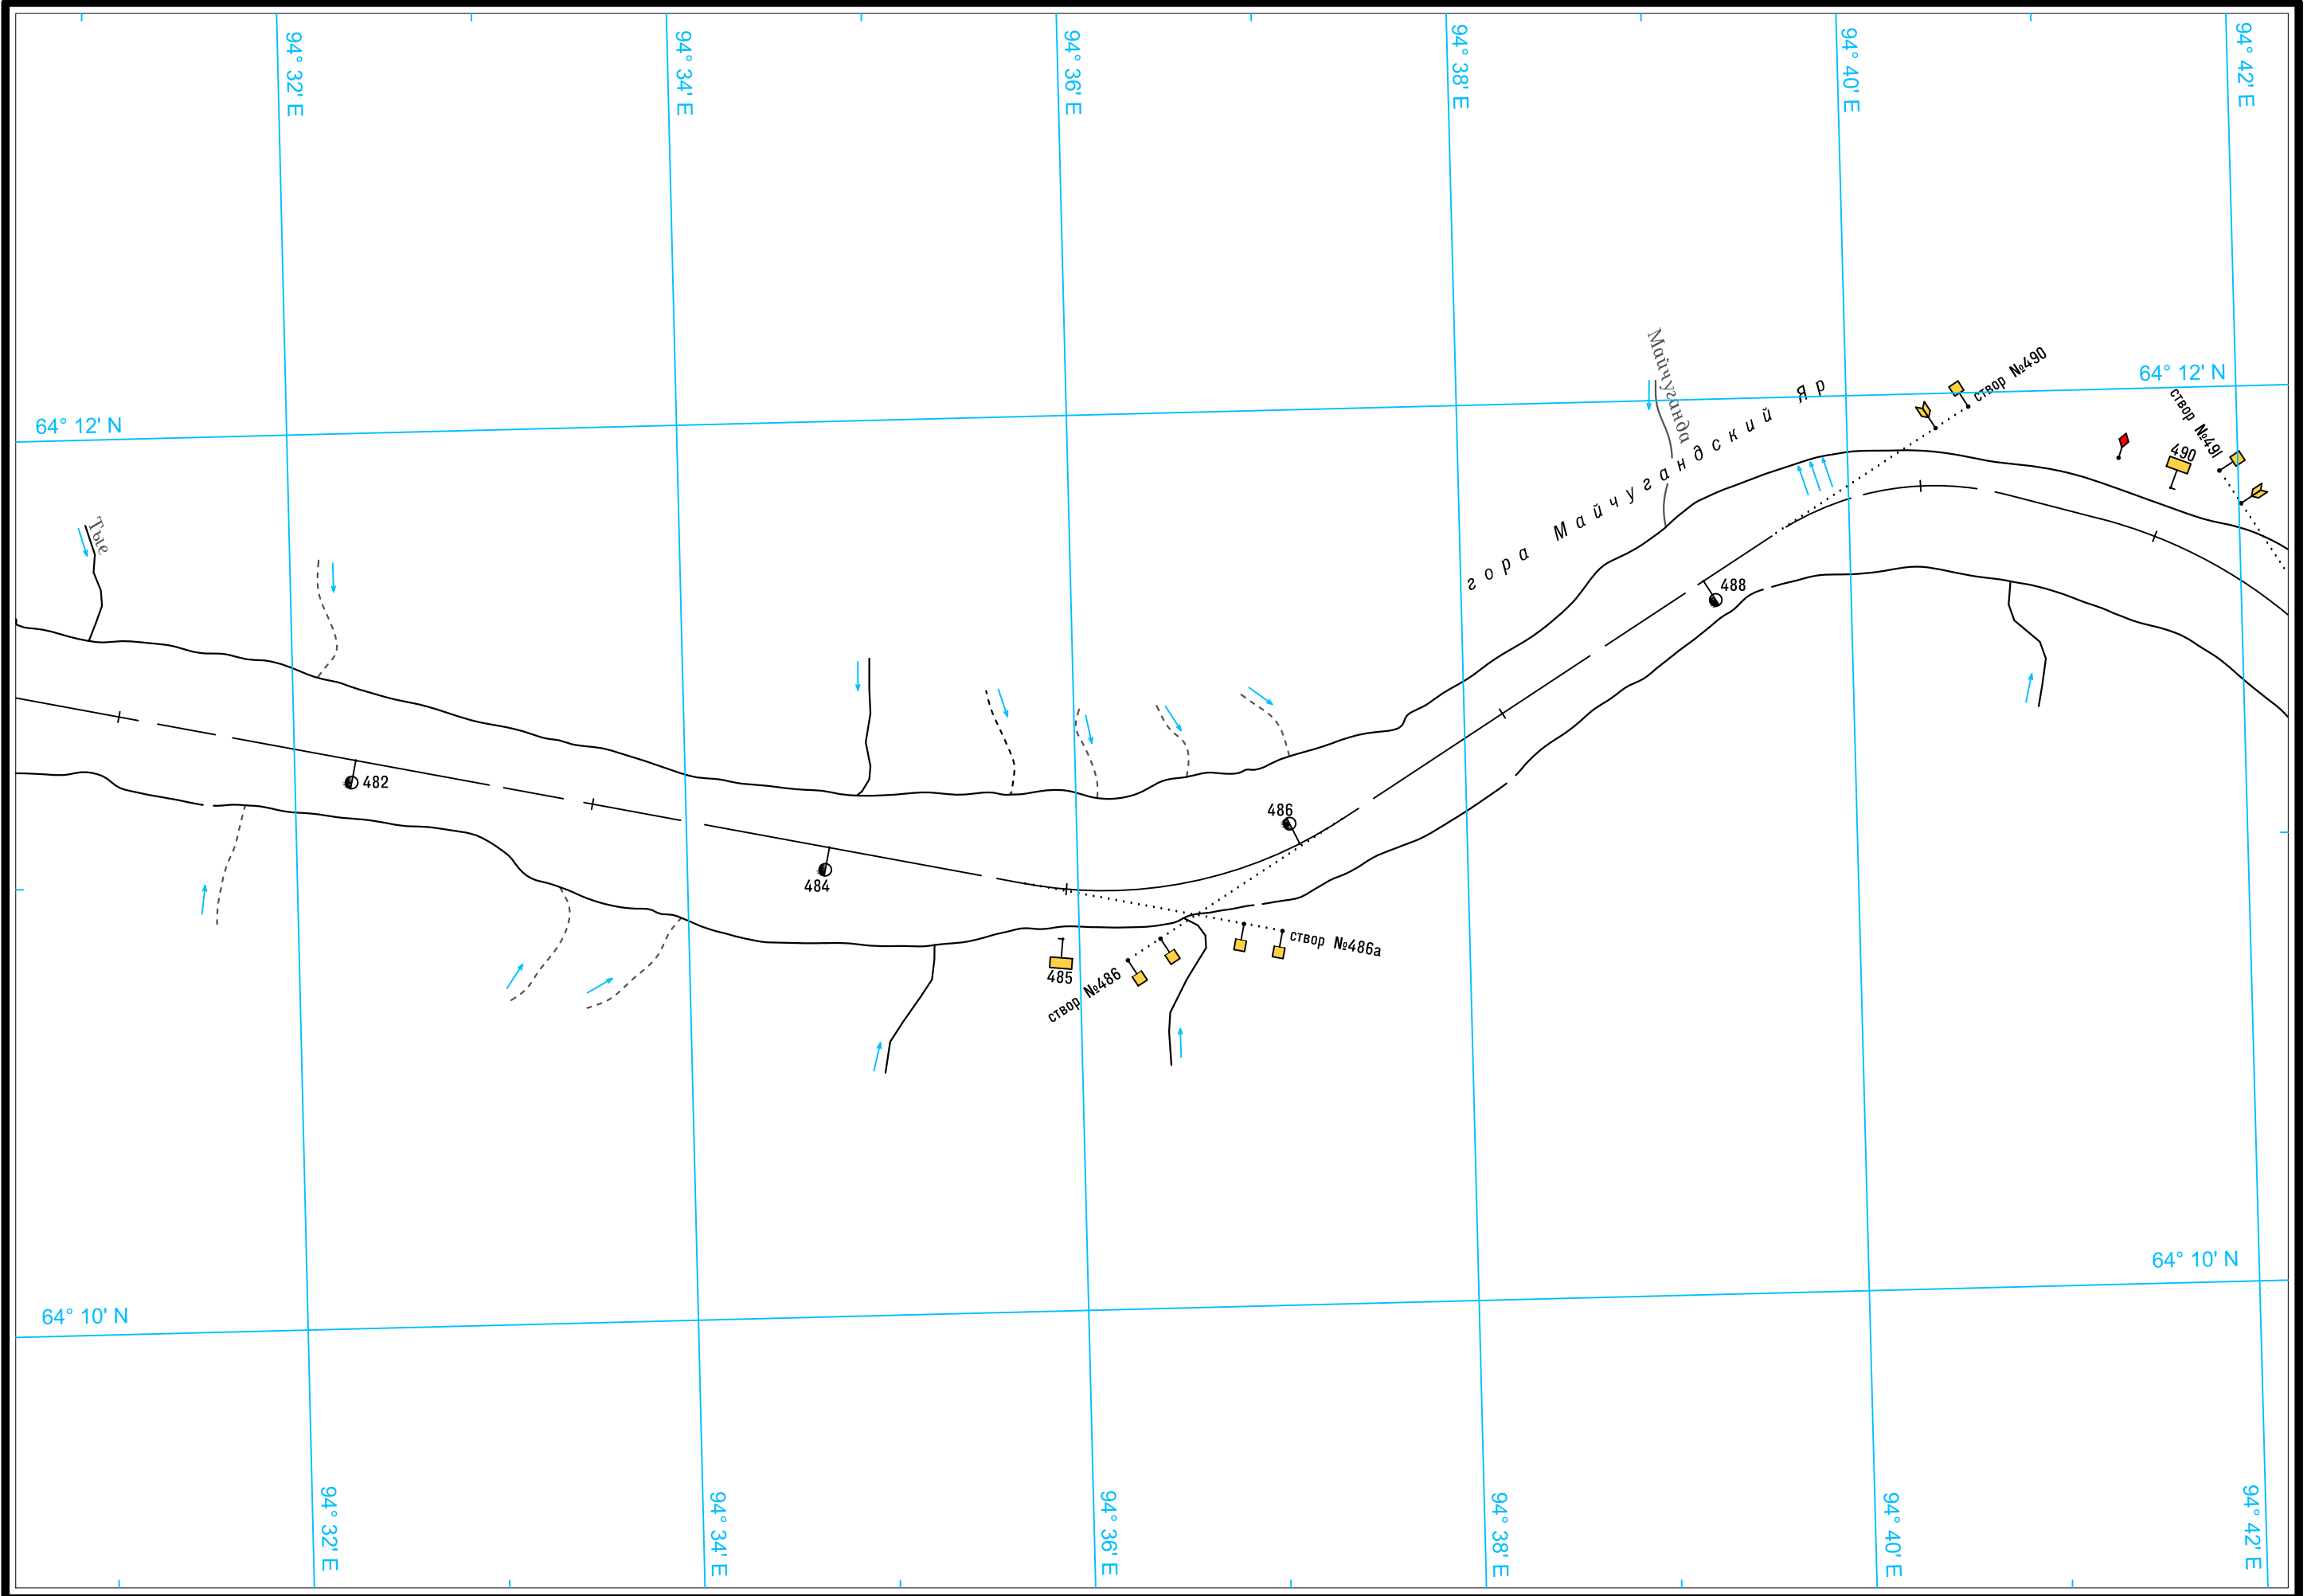 94° 32' E
94° 34' E
94° 36' E
94° 38' E
94° 40' E
94° 42' E
64° 12' N
64° 12' N
Майчуганда
гора Майчугандский Яр
створ №490
створ №491
490
Тые
488
482
486
484
485
створ №486
створ №486а
64° 10' N
64° 10' N
94° 32' E
94° 34' E
94° 36' E
94° 38' E
94° 40' E
94° 42' E